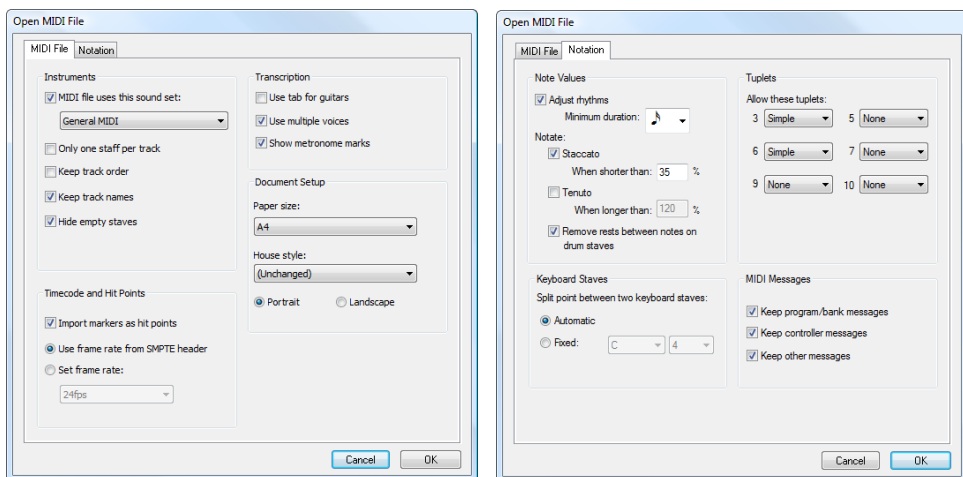 Open MIDI File
MIDI File Notation
Instruments
MIDI file uses this sound set:
General MIDI
Only one staff per track
Keep track order
Keep track names
Hide empty staves
Timecode and Hit Points
Import markers as hit points
Use frame rate from SMPTE header
Set frame rate:
24fps
Transcription
Use tab for guitars
Use multiple voices
Show metronome marks
Document Setup
Paper size:
A4
House style:
(Unchanged)
Portrait Landscape
Cancel OK
Open MIDI File
MIDI File Notation
Note Values
Adjust rhythms
Minimum duration:
Notate:
Staccato
When shorter than: 35 %
Tenuto
When longer than: 120 %
Remove rests between notes on
drum staves
Tuplets
Allow these tuplets:
3 Simple 5 None
6 Simple 7 None
9 None 10 None
Keyboard Staves
Split point between two keyboard staves:
Automatic
Fixed: C 4
MIDI Messages
Keep program/bank messages
Keep controller messages
Keep other messages
Cancel OK